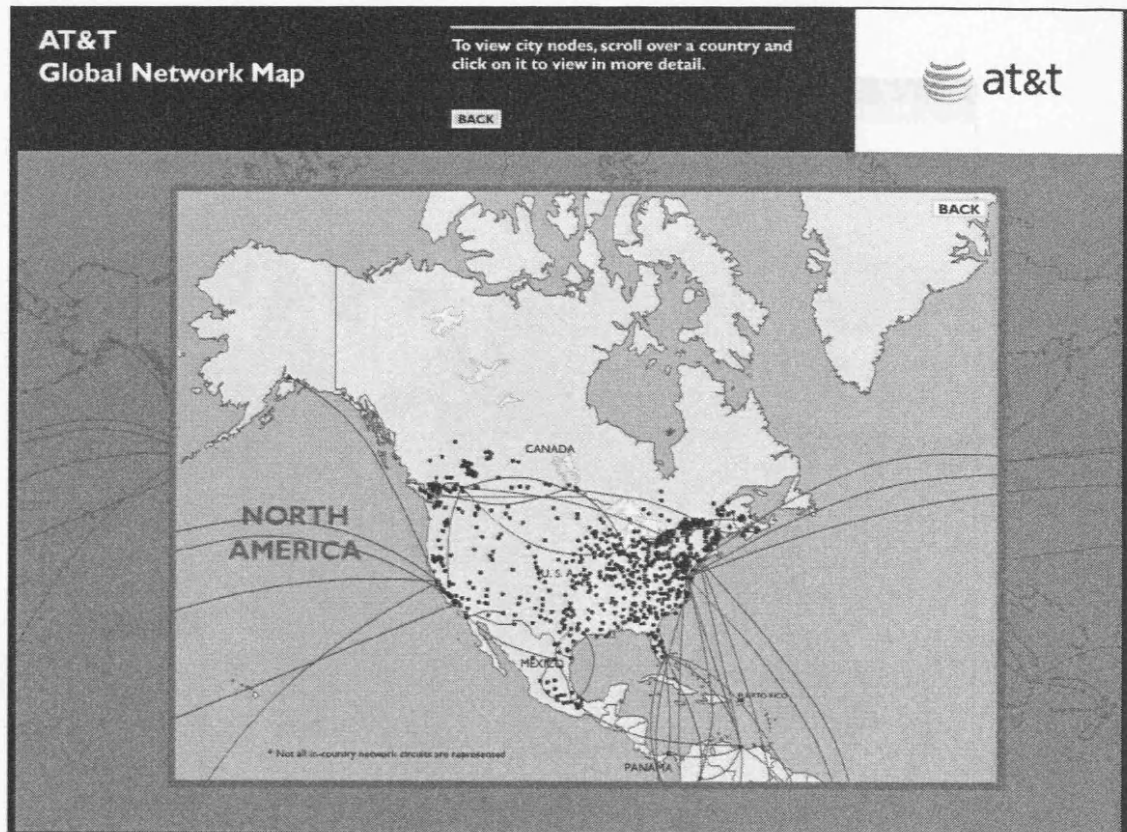 AT&T
Global Network Map
To view city nodes, scroll over a country and
click on it to view in more detail.
BACK
at&t
BACK
CANADA
NORTH
AMERICA
U. S. A.
MEXICO
PUERTO RICO
* Not all in-country network circuits are represented
PANAMA